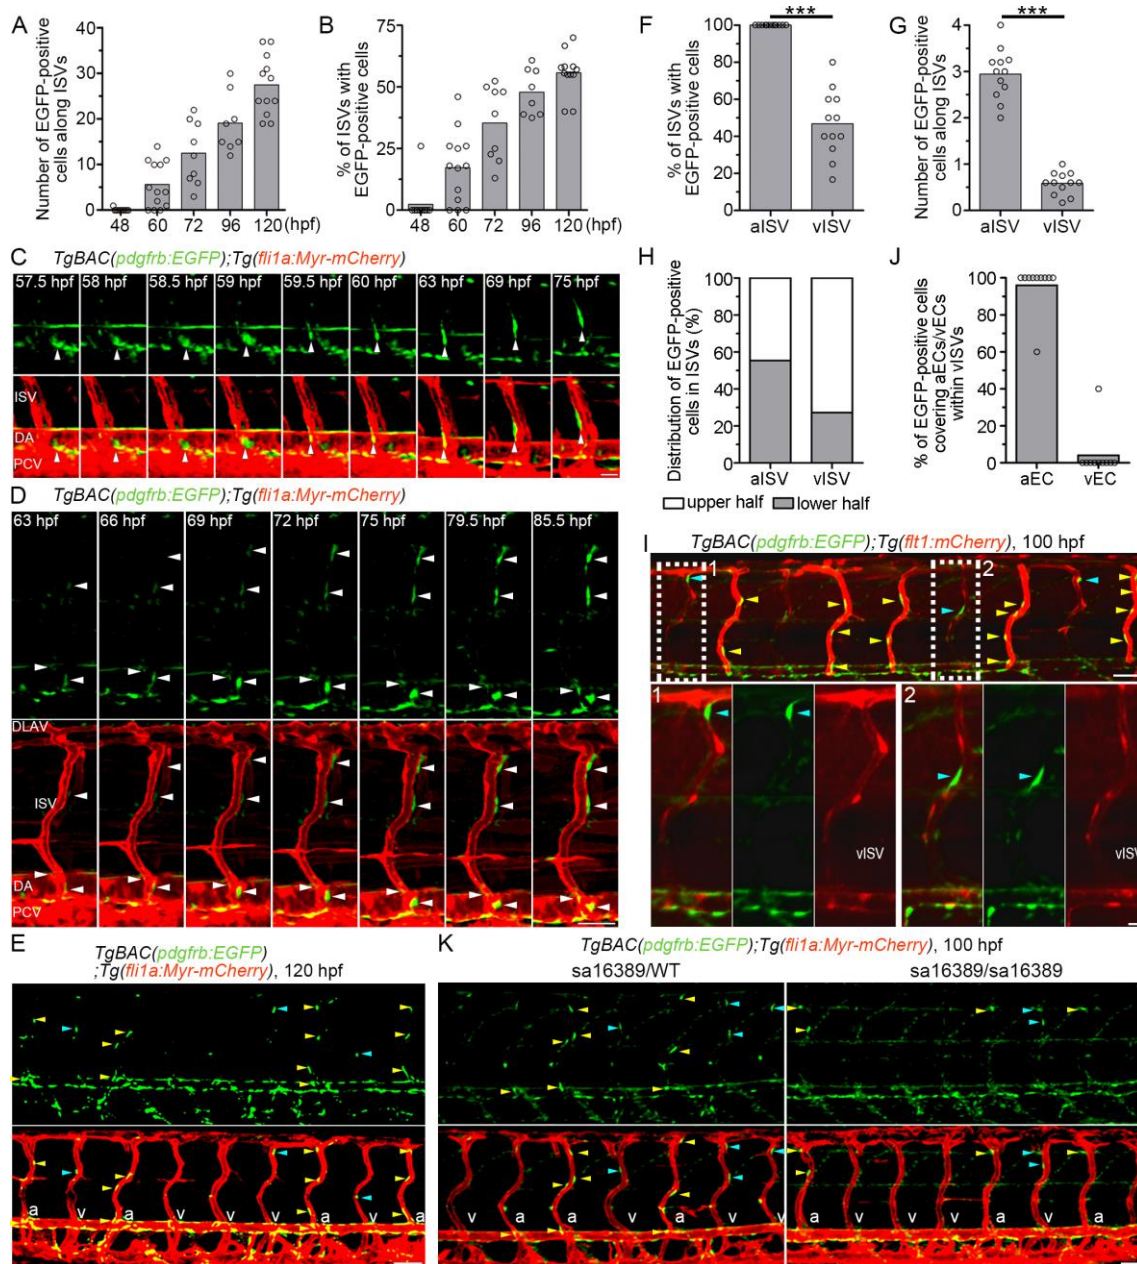 A
Number of EGFP-positive
cells along ISVs
40
30
20
10
0
48 60 72 96 120 (hpf)
B
% of ISVs with
EGFP-positive cells
75
50
25
0
48 60 72 96 120 (hpf)
F
% of ISVs with
EGFP-positive cells
100
80
60
40
20
0
***
aISV vISV
G
Number of EGFP-positive
cells along ISVs
4
3
2
1
0
***
aISV vISV
C
TgBAC(pdgfrb:EGFP);Tg(fli1a:Myr-mCherry)
57.5 hpf 58 hpf 58.5 hpf 59 hpf 59.5 hpf 60 hpf 63 hpf 69 hpf 75 hpf
ISV
DA
PCV
H
Distribution of EGFP-positive
cells in ISVs (%)
100
80
60
40
20
0
aISV vISV
upper half lower half
J
% of EGFP-positive cells
covering aECs/vECs
within vISVs
100
80
60
40
20
0
aEC vEC
D
TgBAC(pdgfrb:EGFP);Tg(fli1a:Myr-mCherry)
63 hpf 66 hpf 69 hpf 72 hpf 75 hpf 79.5 hpf 85.5 hpf
DLAV
ISV
DA
PCV
I
TgBAC(pdgfrb:EGFP);Tg(flt1:mCherry), 100 hpf
1 2
1 2
vISV vISV
E
TgBAC(pdgfrb:EGFP)
;Tg(fli1a:Myr-mCherry), 120 hpf
a v a v v v a v a
K
TgBAC(pdgfrb:EGFP);Tg(fli1a:Myr-mCherry), 100 hpf
sa16389/WT sa16389/sa16389
v a a v a v v a v v v a v a